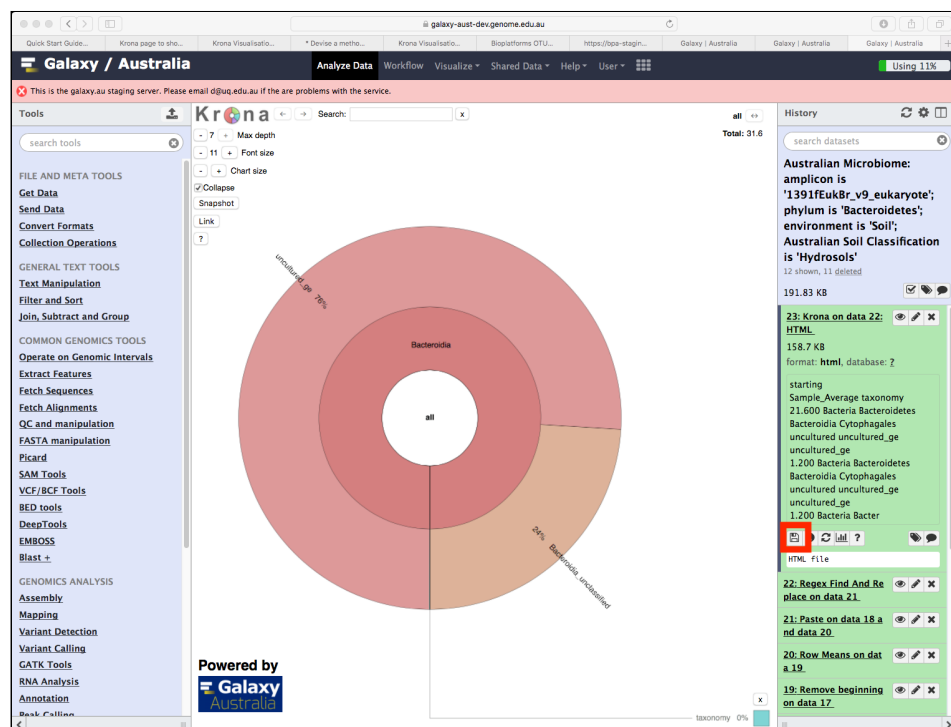 galaxy-aust-dev.genome.edu.au
Quick Start Guide... Krona page to sho... Krona Visualisatio... * Devise a metho... Krona Visualisatio... Bioplatforms OTU... https://bpa-stagin... Galaxy | Australia Galaxy | Australia Galaxy | Australia
Galaxy / Australia Analyze Data Workflow Visualize Shared Data Help User Using 11%
This is the galaxy.au staging server. Please email d@uq.edu.au if the are problems with the service.
Tools
search tools
FILE AND META TOOLS
Get Data
Send Data
Convert Formats
Collection Operations
GENERAL TEXT TOOLS
Text Manipulation
Filter and Sort
Join, Subtract and Group
COMMON GENOMICS TOOLS
Operate on Genomic Intervals
Extract Features
Fetch Sequences
Fetch Alignments
QC and manipulation
FASTA manipulation
Picard
SAM Tools
VCF/BCF Tools
BED tools
DeepTools
EMBOSS
Blast +
GENOMICS ANALYSIS
Assembly
Mapping
Variant Detection
Variant Calling
GATK Tools
RNA Analysis
Annotation
Peak Calling
Krona Search: x
- 7 + Max depth
- 11 + Font size
- + Chart size
Collapse
Snapshot
Link
?
all
Total: 31.6
uncultured_ge 76%
Bacteroidia
all
24% Bacteroidia_unclassified
Powered by
Galaxy
Australia
x
taxonomy 0%
History
search datasets
Australian Microbiome:
amplicon is
'1391fEukBr_v9_eukaryote';
phylum is 'Bacteroidetes';
environment is 'Soil';
Australian Soil Classification
is 'Hydrosols'
12 shown, 11 deleted
191.83 KB
23: Krona on data 22:
HTML
158.7 KB
format: html, database: ?
starting
Sample_Average taxonomy
21.600 Bacteria Bacteroidetes
Bacteroidia Cytophagales
uncultured uncultured_ge
uncultured_ge
1.200 Bacteria Bacteroidetes
Bacteroidia Cytophagales
uncultured uncultured_ge
uncultured_ge
1.200 Bacteria Bacter
?
HTML file
22: Regex Find And Re
place on data 21
21: Paste on data 18 a
nd data 20
20: Row Means on dat
a 19
19: Remove beginning
on data 17